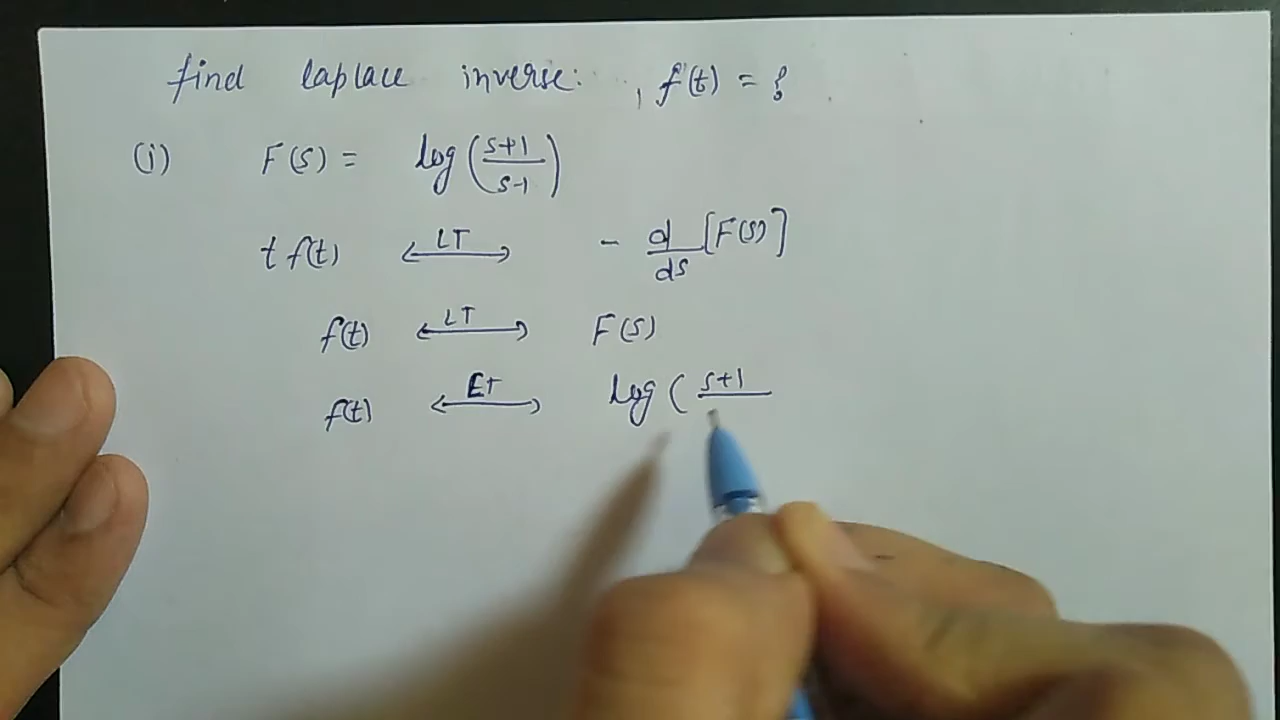 find laplace inverse: , f(t) = ?
(i) F(s) = log(s+1/s-1)
t f(t) <-LT-> - d/ds [F(s)]
f(t) <-LT-> F(s)
f(t) <-LT-> log(s+1/